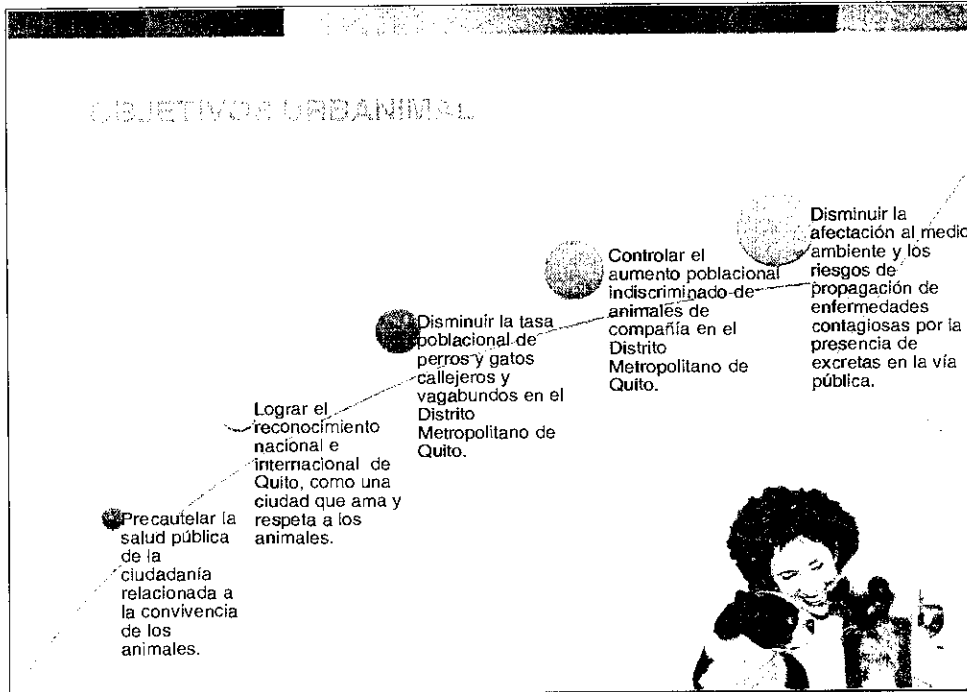 OBJETIVOS URBANIMAL
Precautelar la
salud pública
de la
ciudadanía
relacionada a
la convivencia
de los
animales.
Lograr el
reconocimiento
nacional e
internacional de
Quito, como una
ciudad que ama y
respeta a los
animales.
Disminuir la tasa
poblacional de
perros y gatos
callejeros y
vagabundos en el
Distrito
Metropolitano de
Quito.
Controlar el
aumento poblacional
indiscriminado de
animales de
compañía en el
Distrito
Metropolitano de
Quito.
Disminuir la
afectación al medio
ambiente y los
riesgos de
propagación de
enfermedades
contagiosas por la
presencia de
excretas en la vía
pública.